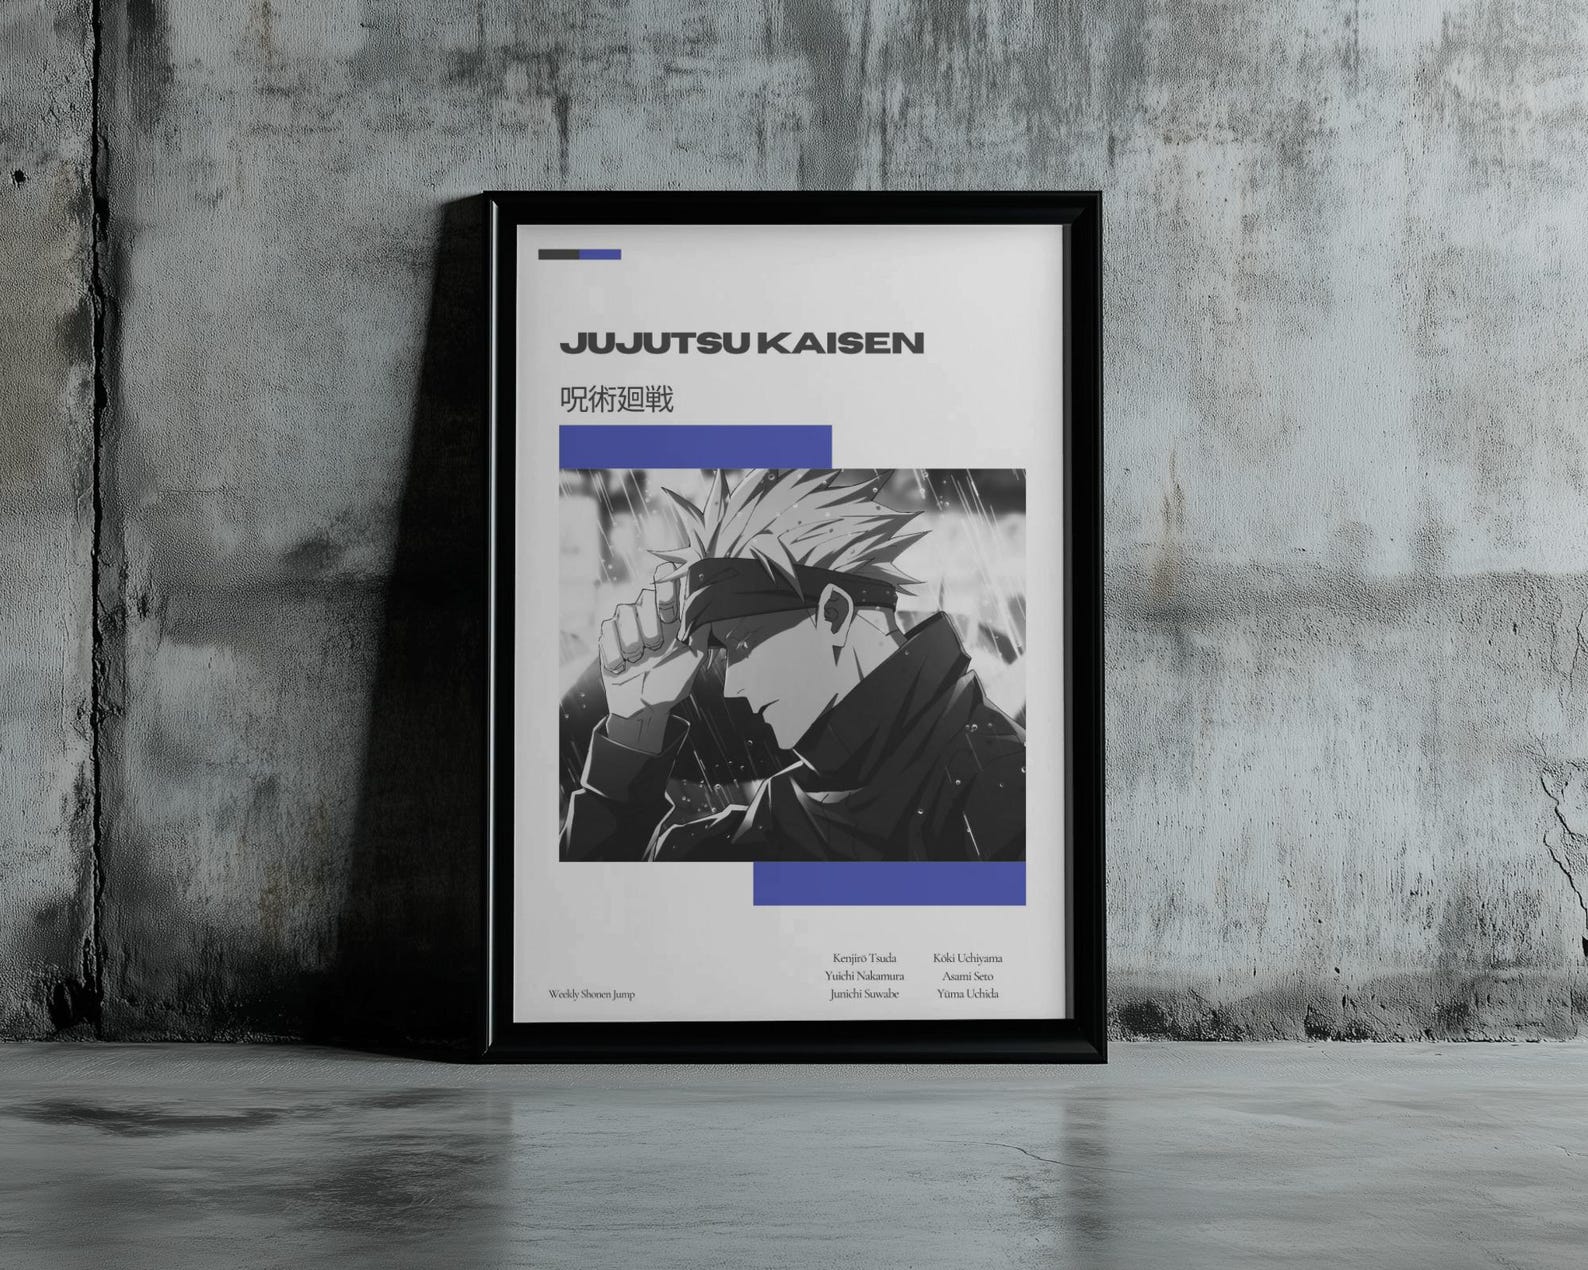 JUJUTSU KAISEN
呪術廻戦
Kenjirō Tsuda
Yuichi Nakamura
Junichi Suwabe
Kōki Uchiyama
Asami Seto
Yūma Uchida
Weekly Shonen Jump